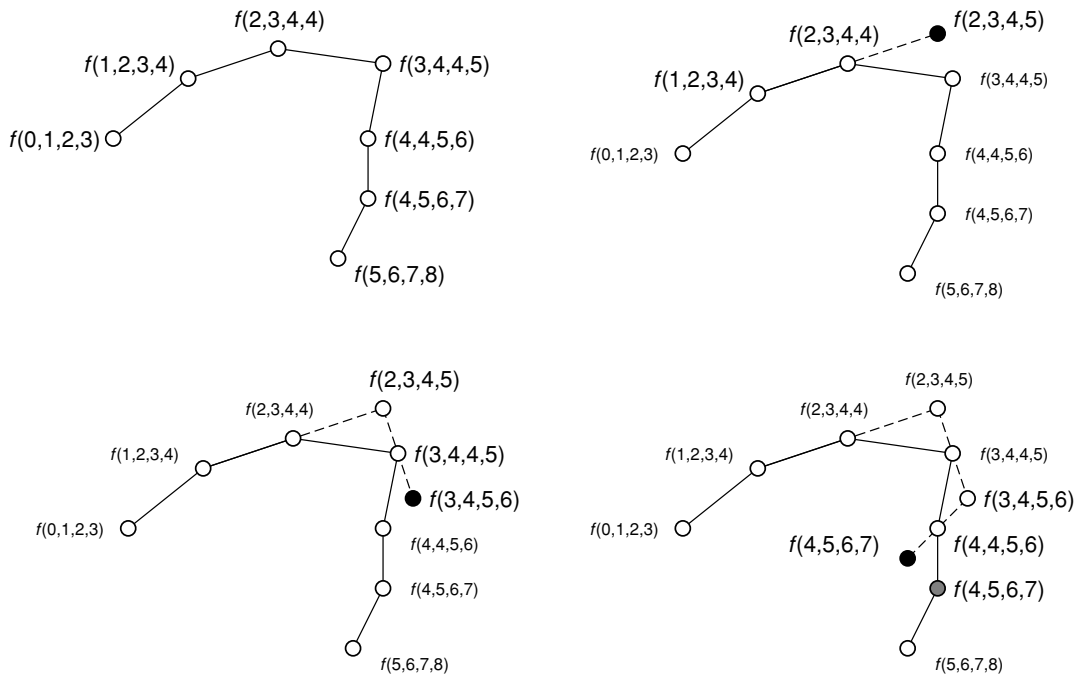 f(2,3,4,4)
f(1,2,3,4)
f(3,4,4,5)
f(0,1,2,3)
f(4,4,5,6)
f(4,5,6,7)
f(5,6,7,8)
f(2,3,4,5)
f(2,3,4,4)
f(1,2,3,4)
f(3,4,4,5)
f(0,1,2,3)
f(4,4,5,6)
f(4,5,6,7)
f(5,6,7,8)
f(2,3,4,5)
f(2,3,4,4)
f(1,2,3,4)
f(3,4,4,5)
f(3,4,5,6)
f(0,1,2,3)
f(4,4,5,6)
f(4,5,6,7)
f(5,6,7,8)
f(2,3,4,5)
f(2,3,4,4)
f(1,2,3,4)
f(3,4,4,5)
f(3,4,5,6)
f(0,1,2,3)
f(4,5,6,7)
f(4,4,5,6)
f(4,5,6,7)
f(5,6,7,8)